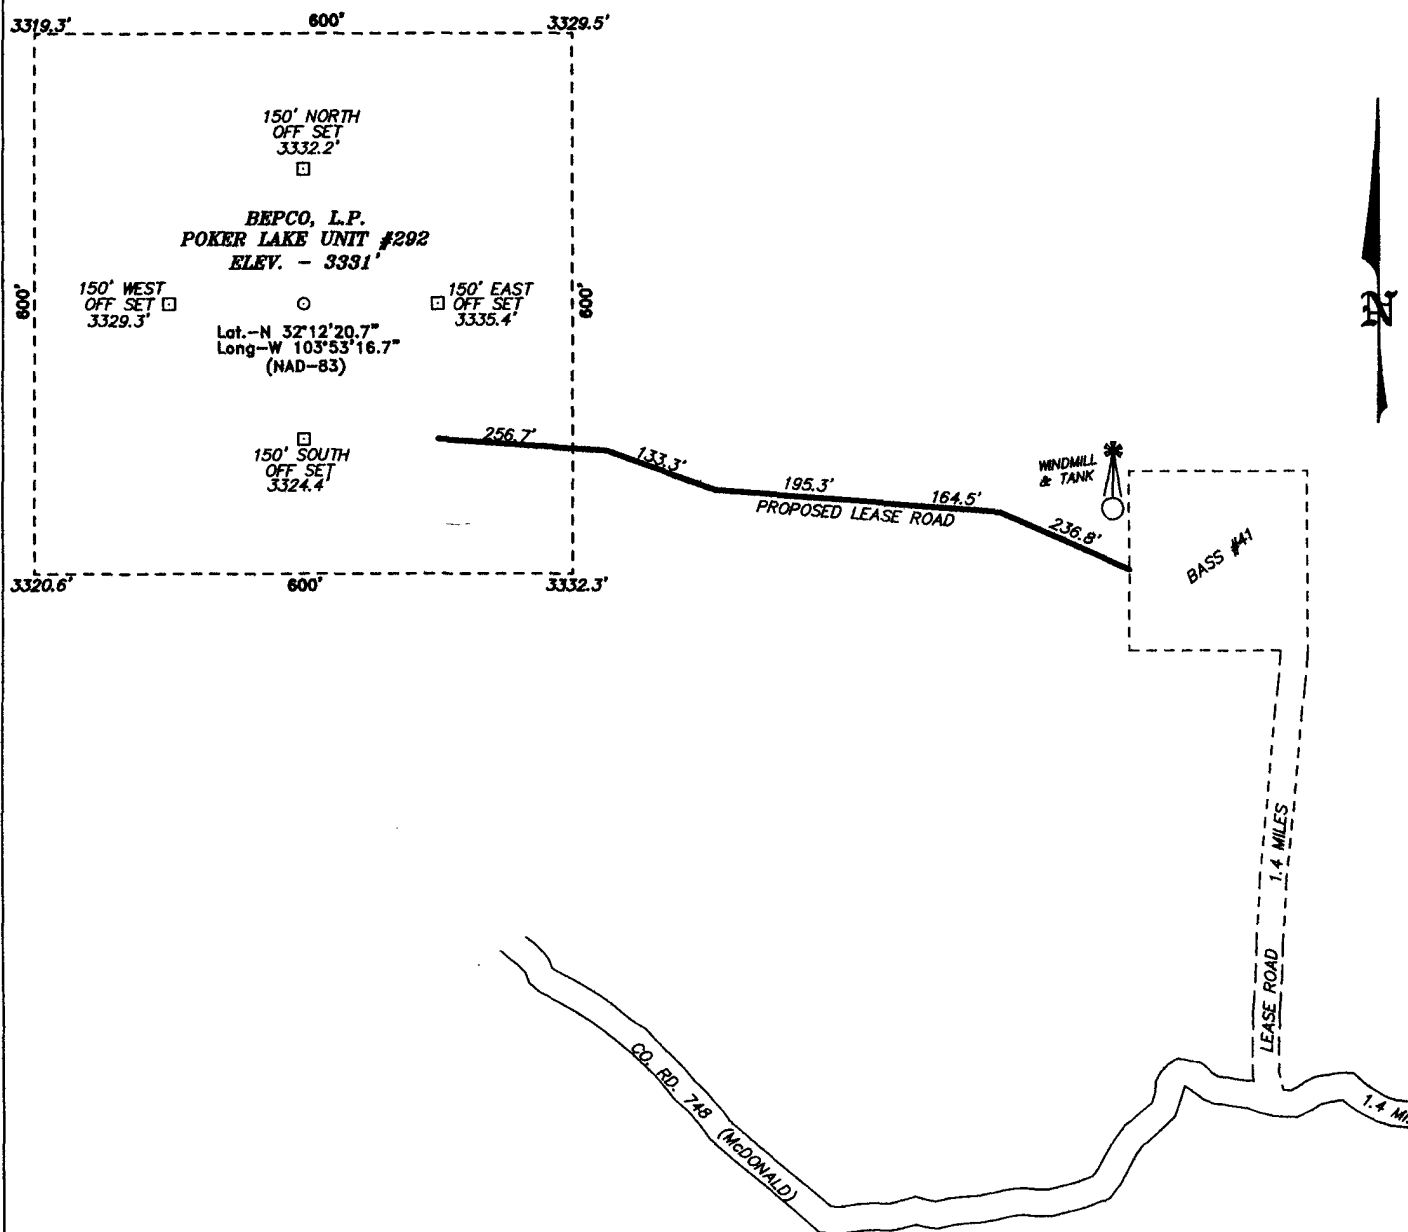 3319.3'
600'
3329.5'
150' NORTH
OFF SET
3332.2'
BEPCO, L.P.
POKER LAKE UNIT #292
ELEV. - 3331'
600'
150' WEST
OFF SET
3329.3'
150' EAST
OFF SET
3335.4'
600'
Lat.-N 32°12'20.7"
Long-W 103°53'16.7"
(NAD-83)
N
150' SOUTH
OFF SET
3324.4'
256.7'
133.3'
195.3'
164.5'
236.8'
PROPOSED LEASE ROAD
WINDMILL
& TANK
BASS #41
3320.6'
600'
3332.3'
LEASE ROAD 1.4 MILES
CO. RD. 748 (McDONALD)
1.4